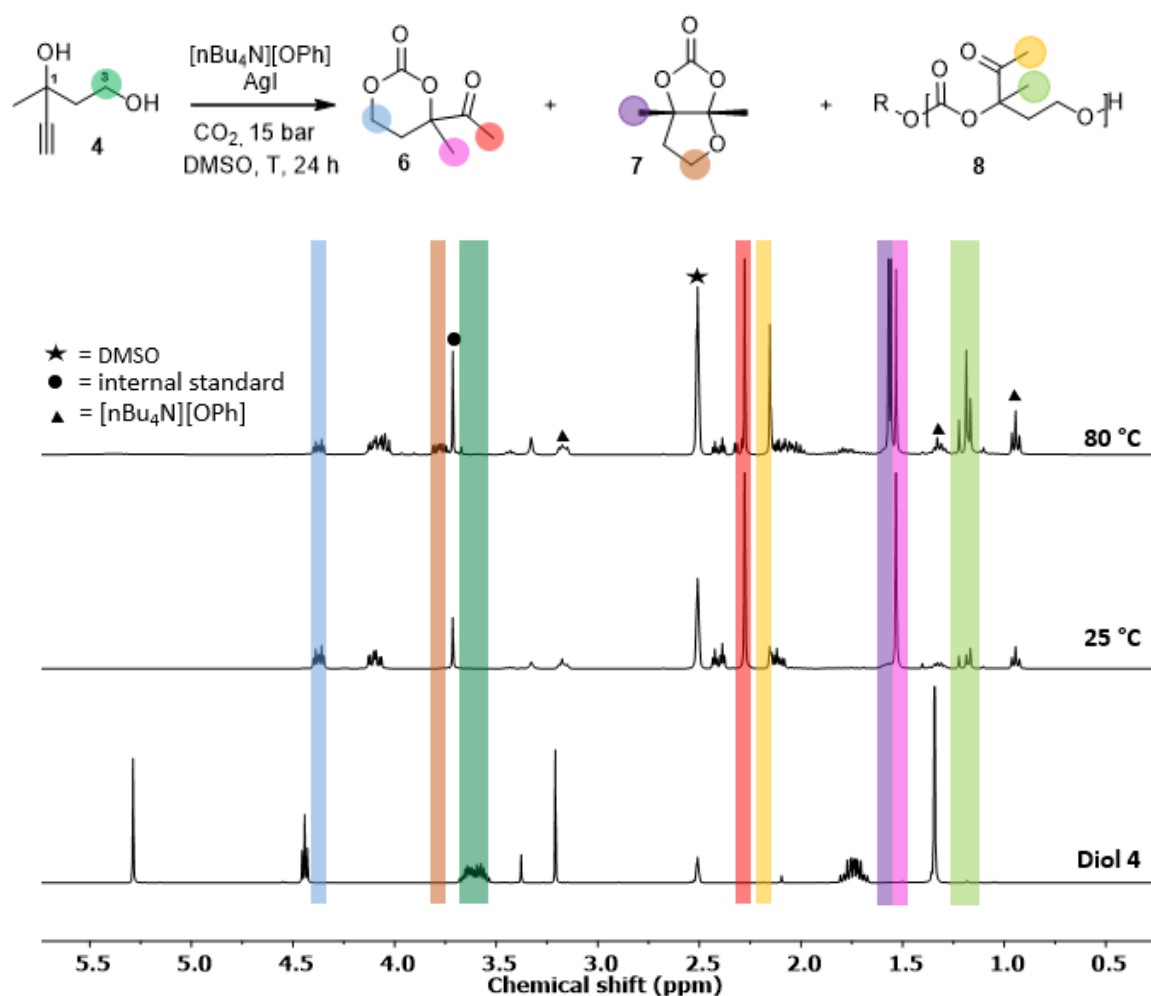 [nBu₄N][OPh]
AgI
CO₂, 15 bar
DMSO, T, 24 h
OH
1
3
OH
4
O
O
O
O
6
+
O
O
O
O
7
+
R
O
O
O
O
O
H
8
★ = DMSO
● = internal standard
▲ = [nBu₄N][OPh]
80 °C
25 °C
Diol 4
5.5 5.0 4.5 4.0 3.5 3.0 2.5 2.0 1.5 1.0 0.5
Chemical shift (ppm)